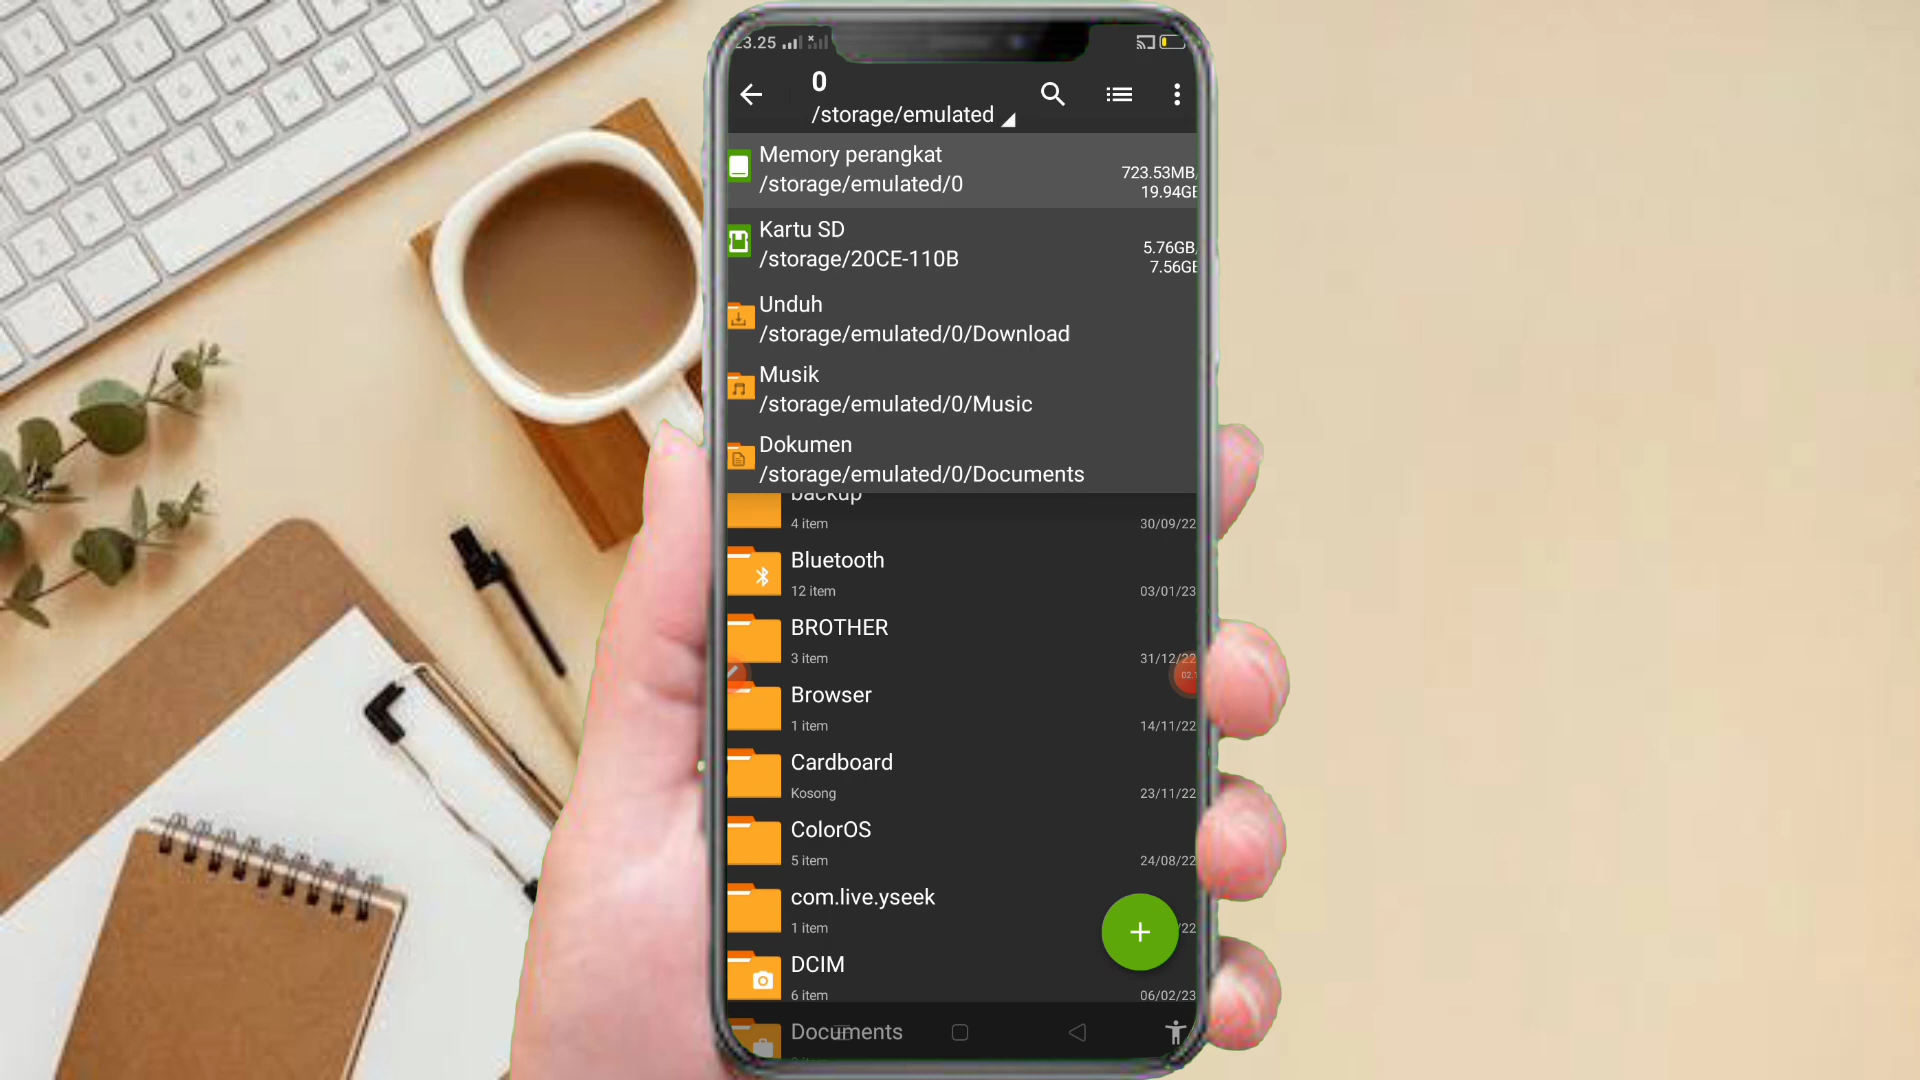 23.25
0
/storage/emulated
Memory perangkat
723.53MB/
/storage/emulated/0
19.94GB
Kartu SD
5.76GB/
/storage/20CE-110B
7.56GB
Unduh
/storage/emulated/0/Download
Musik
/storage/emulated/0/Music
Dokumen
/storage/emulated/0/Documents
backup
4 item
30/09/22
Bluetooth
12 item
03/01/23
BROTHER
3 item
31/12/22
02.
Browser
1 item
14/11/22
Cardboard
Kosong
23/11/22
ColorOS
5 item
24/08/22
com.live.yseek
1 item
/22
DCIM
6 item
06/02/23
Documents